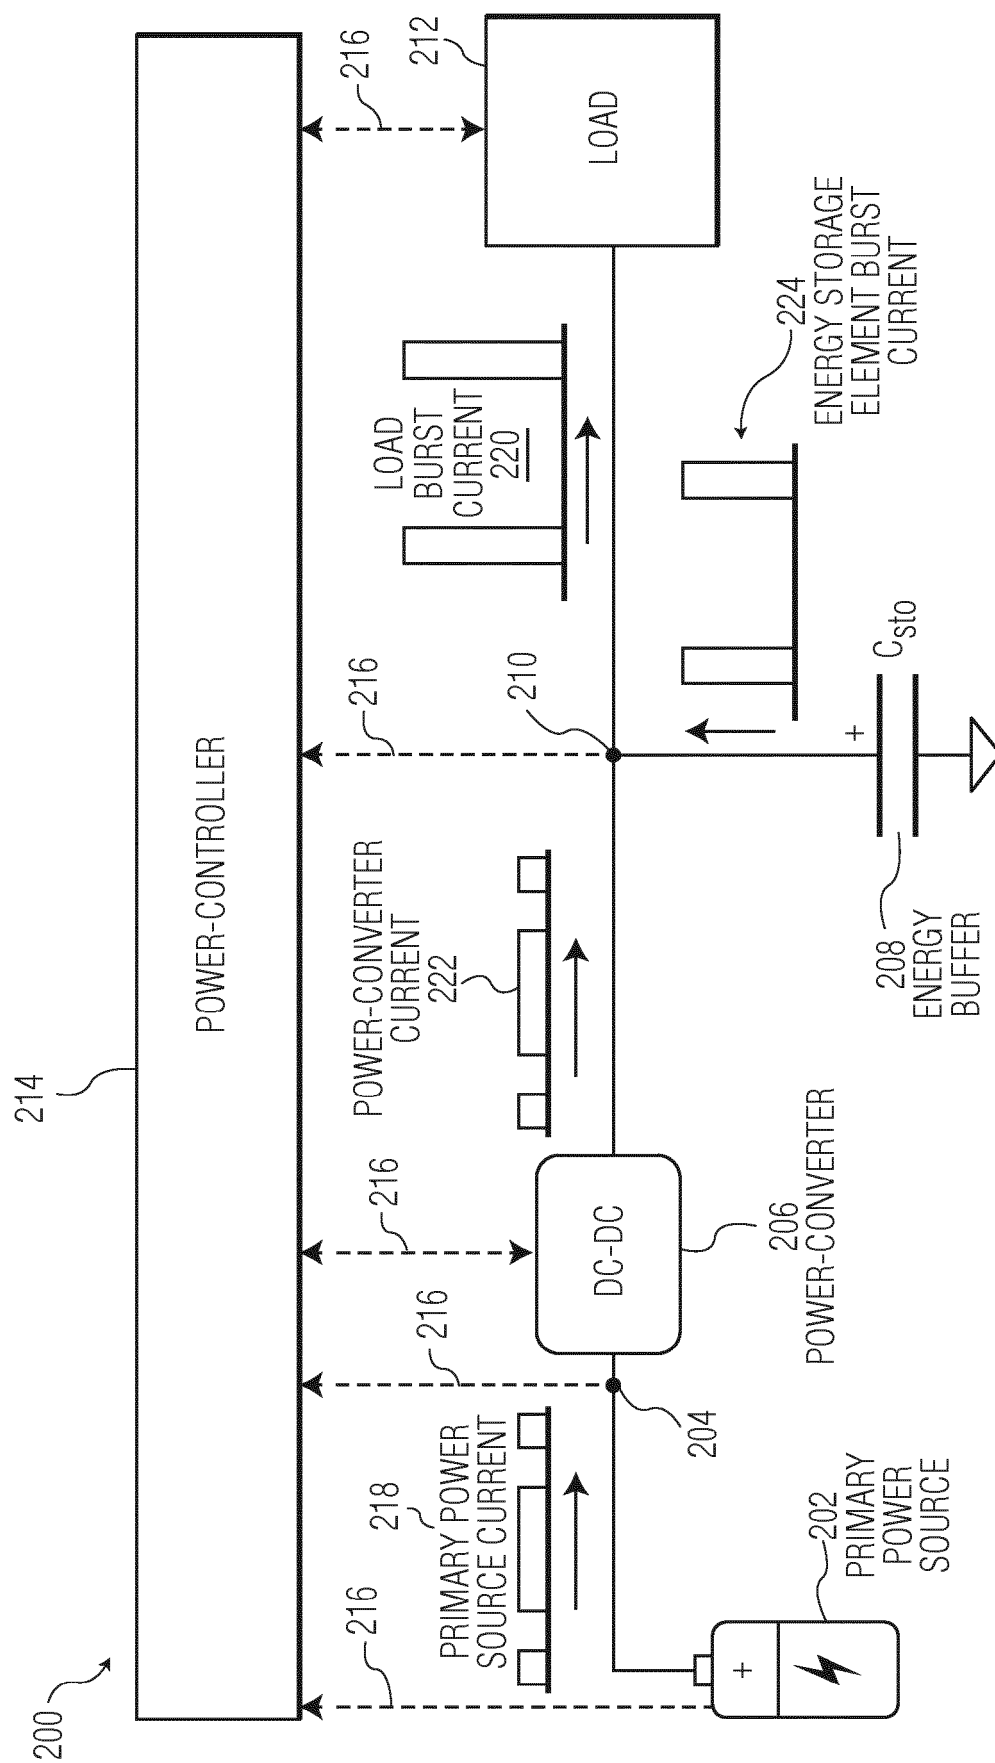 200
214
POWER-CONTROLLER
216
216
216
216
216
218
PRIMARY POWER
SOURCE CURRENT
POWER-CONVERTER
CURRENT
222
LOAD
BURST
CURRENT
220
212
LOAD
DC-DC
204
210
206
POWER-CONVERTER
+
202
PRIMARY
POWER
SOURCE
+
Csto
208
ENERGY
BUFFER
224
ENERGY STORAGE
ELEMENT BURST
CURRENT